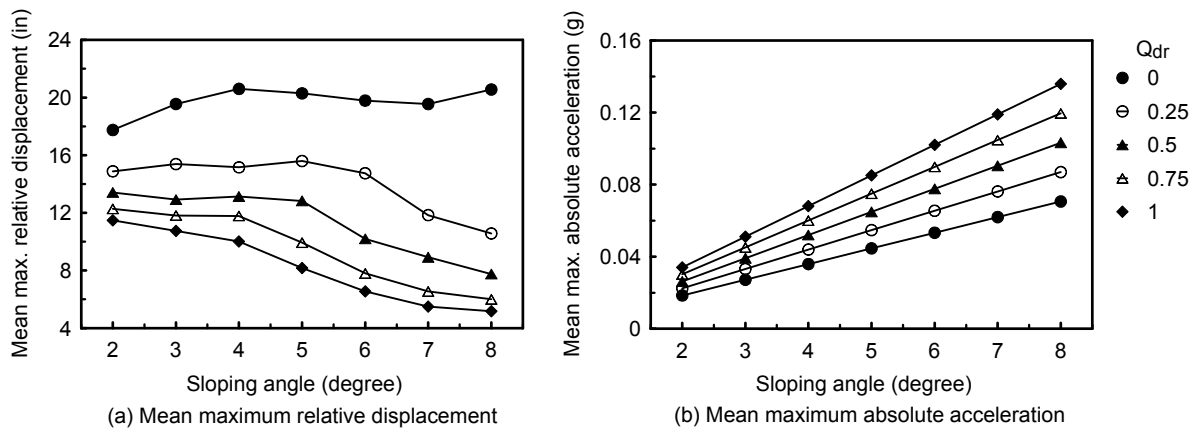 Mean max. relative displacement (in)
24
20
16
12
8
4
2 3 4 5 6 7 8
Sloping angle (degree)
(a) Mean maximum relative displacement
Mean max. absolute acceleration (g)
0.16
0.12
0.08
0.04
0
2 3 4 5 6 7 8
Sloping angle (degree)
(b) Mean maximum absolute acceleration
Qdr
0
0.25
0.5
0.75
1